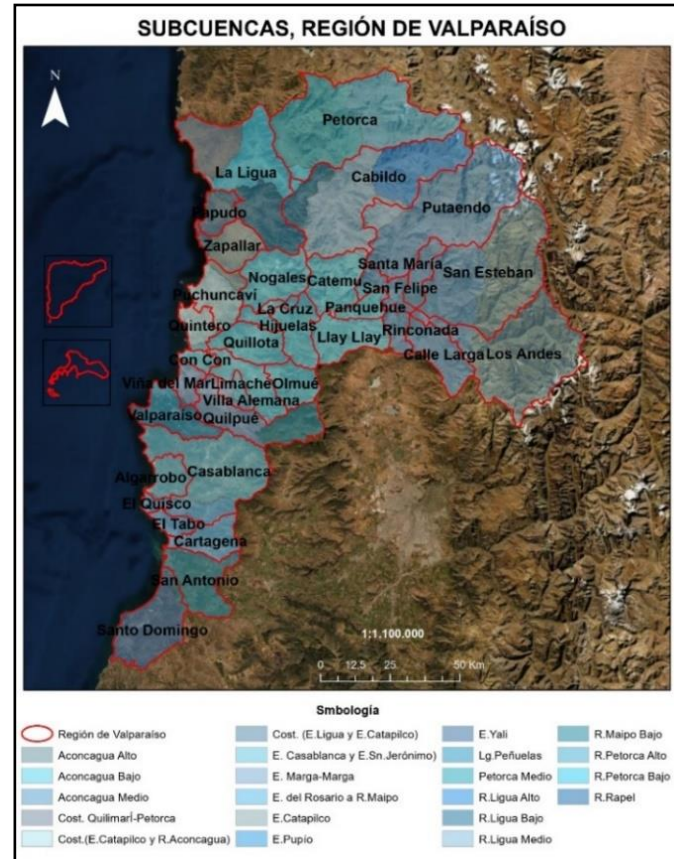 SUBCUENCAS, REGIÓN DE VALPARAÍSO
N
Petorca
La Ligua
Cabildo
Papudo
Putaendo
Zapallar
Santa María
San Esteban
Nogales
Catemu
San Felipe
Puchuncaví
La Cruz
Panquehue
Quintero
Hijuelas
Quillota
Llay Llay
Rinconada
Con Con
Calle Larga
Los Andes
Viña del Mar
Limache
Olmué
Villa Alemana
Valparaíso
Quilpué
Casablanca
Algarrobo
El Quisco
El Tabo
Cartagena
San Antonio
Santo Domingo
1:1.100.000
0 12.5 25. 50 Km
Smbología
Región de Valparaíso
Aconcagua Alto
Aconcagua Bajo
Aconcagua Medio
Cost. Quilimarí-Petorca
Cost.(E.Catapilco y R.Aconcagua)
Cost. (E.Ligua y E.Catapilco)
E. Casablanca y E.Sn.Jerónimo)
E. Marga-Marga
E. del Rosario a R.Maipo
E.Catapilco
E.Pupío
E.Yali
Lg.Peñuelas
Petorca Medio
R.Ligua Alto
R.Ligua Bajo
R.Ligua Medio
R.Maipo Bajo
R.Petorca Alto
R.Petorca Bajo
R.Rapel